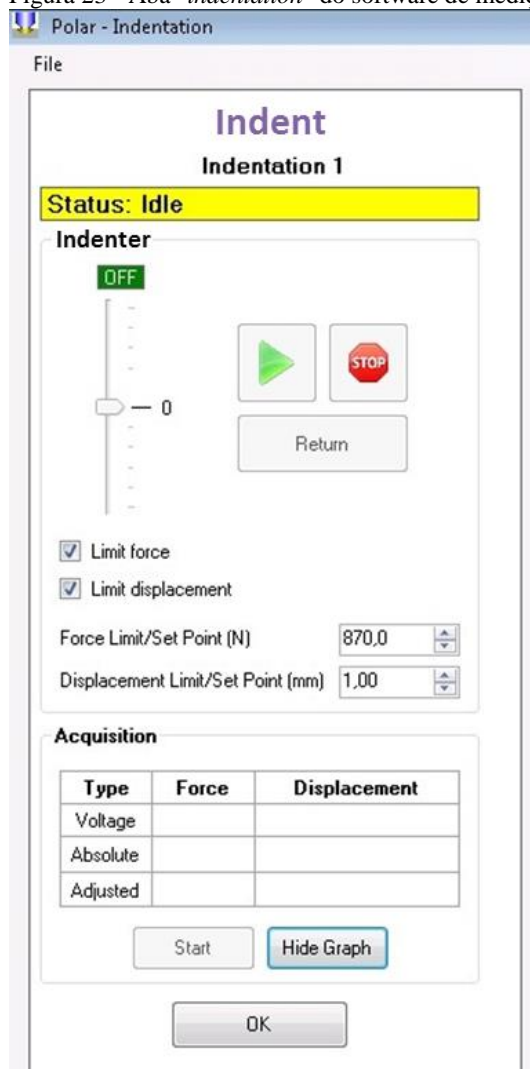 Figura 23 - Aba "indentation" do software de medi
Polar - Indentation
File
Indent
Indentation 1
Status: Idle
Indenter
OFF
0
STOP
Return
Limit force
Limit displacement
Force Limit/Set Point (N) 870,0
Displacement Limit/Set Point (mm) 1,00
Acquisition
Type Force Displacement
Voltage
Absolute
Adjusted
Start Hide Graph
OK